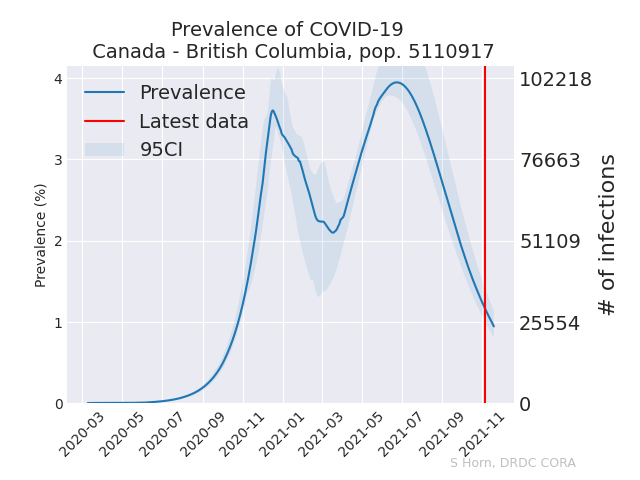 Prevalence of COVID-19
Canada - British Columbia, pop. 5110917
Prevalence
Latest data
95CI
Prevalence (%)
4
3
2
1
0
102218
76663
51109
25554
0
# of infections
2020-03
2020-05
2020-07
2020-09
2020-11
2021-01
2021-03
2021-05
2021-07
2021-09
2021-11
S Horn, DRDC CORA